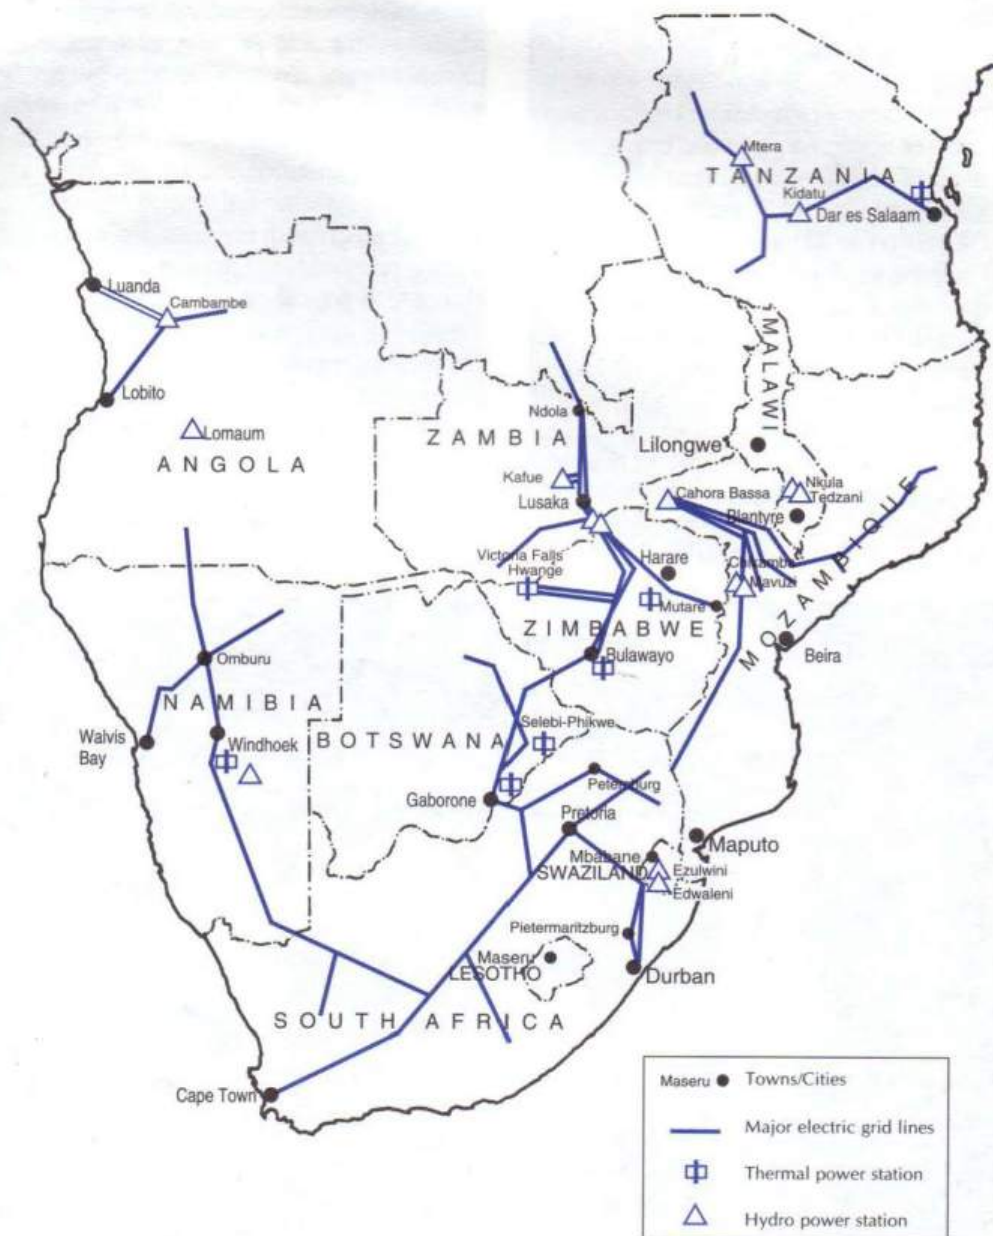 Mtera
TANZANIA
Kidatu
Dar es Salaam
Luanda
Cambambe
MALAWI
Lobito
Ndola
ZAMBIA
Lomaum
Lilongwe
ANGOLA
Kafue
Nkula
Cahora Bassa
Tedzani
Lusaka
Blantyre
MOZAMBIQUE
Victoria Falls
Harare
Hwange
Mavuzi
Mutare
ZIMBABWE
Beira
Bulawayo
Omburu
NAMIBIA
Selebi-Phikwe
Walvis
Bay
Windhoek
BOTSWANA
Petersburg
Gaborone
Pretoria
Maputo
Mbabane
SWAZILAND
Ezulwini
Edwaleni
Pietermaritzburg
Maseru
LESOTHO
Durban
SOUTH AFRICA
Cape Town
Maseru Towns/Cities
Major electric grid lines
Thermal power station
Hydro power station